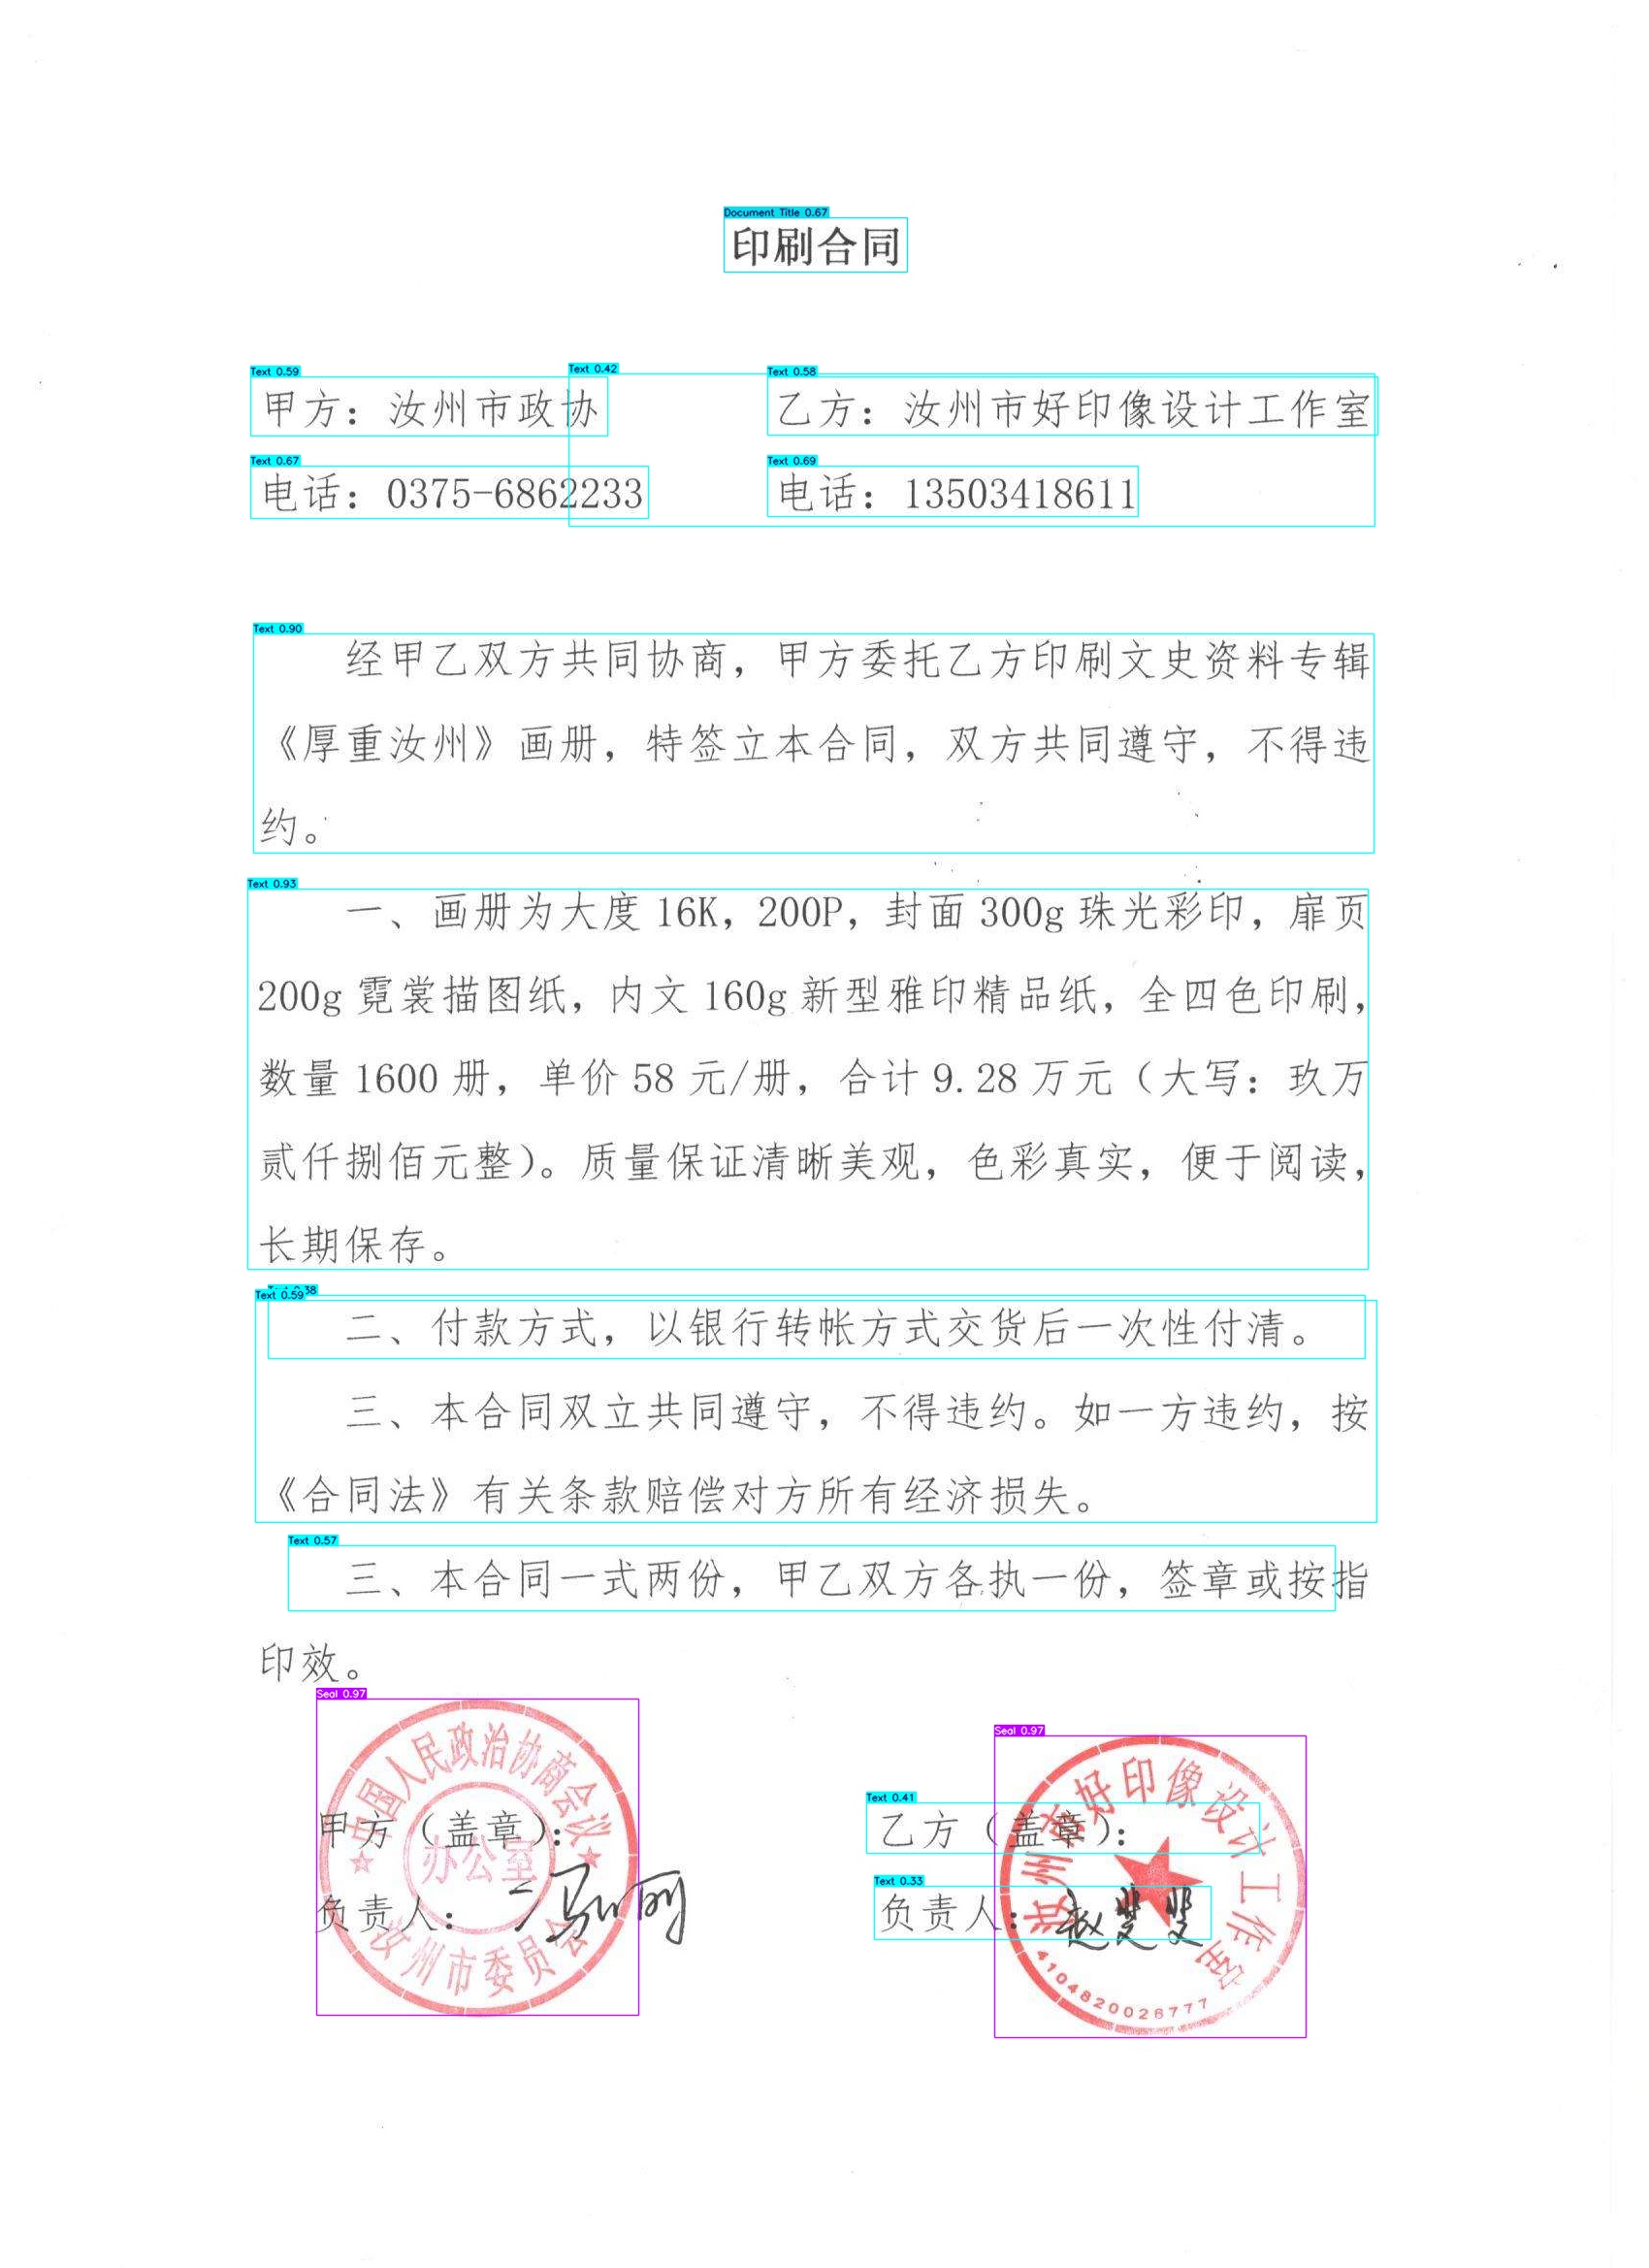 Document Title 0.67
印刷合同
Text 0.59
Text 0.42
Text 0.58
甲方：汝州市政协
乙方：汝州市好印像设计工作室
Text 0.67
Text 0.69
电话：0375-6862233
电话：13503418611
Text 0.90
经甲乙双方共同协商，甲方委托乙方印刷文史资料专辑
《厚重汝州》画册，特签立本合同，双方共同遵守，不得违
约。
Text 0.93
一、画册为大度 16K，200P，封面 300g 珠光彩印，扉页
200g 霓裳描图纸，内文 160g 新型雅印精品纸，全四色印刷，
数量 1600 册，单价 58 元/册，合计 9.28 万元（大写：玖万
贰仟捌佰元整）。质量保证清晰美观，色彩真实，便于阅读，
长期保存。
Text 0.59
二、付款方式，以银行转帐方式交货后一次性付清。
三、本合同双立共同遵守，不得违约。如一方违约，按
《合同法》有关条款赔偿对方所有经济损失。
Text 0.57
三、本合同一式两份，甲乙双方各执一份，签章或按指
印效。
Seal 0.97
Seal 0.97
中国人民政治协商会议
汝州市委员会
办公室
汝州市好印像设计工作室
4104820026777
Text 0.41
甲方（盖章）：
乙方（盖章）：
Text 0.33
负责人：
负责人：